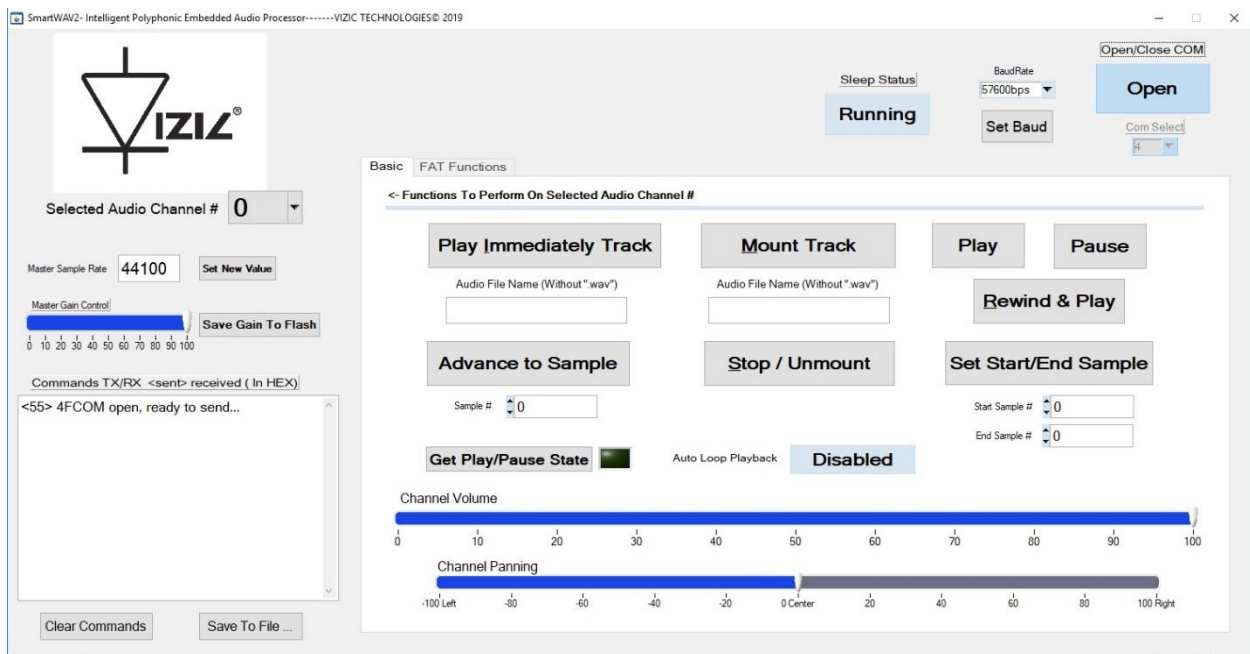 SmartWAV2- Intelligent Polyphonic Embedded Audio Processor-------VIZIC TECHNOLOGIES© 2019
Open/Close COM
Sleep Status
BaudRate
57600bps
Open
Running
Set Baud
Com Select
4
VIZIC®
Selected Audio Channel # 0
Master Sample Rate 44100 Set New Value
Master Gain Control
Save Gain To Flash
0 10 20 30 40 50 60 70 80 90 100
Commands TX/RX <sent> received ( In HEX)
<55> 4FCOM open, ready to send...
Clear Commands Save To File ...
Basic FAT Functions
<- Functions To Perform On Selected Audio Channel #
Play Immediately Track Mount Track Play Pause
Audio File Name (Without ".wav") Audio File Name (Without ".wav")
Rewind & Play
Advance to Sample Stop / Unmount Set Start/End Sample
Sample # 0 Start Sample # 0
End Sample # 0
Get Play/Pause State Auto Loop Playback Disabled
Channel Volume
0 10 20 30 40 50 60 70 80 90 100
Channel Panning
-100 Left -80 -60 -40 -20 0 Center 20 40 60 80 100 Right